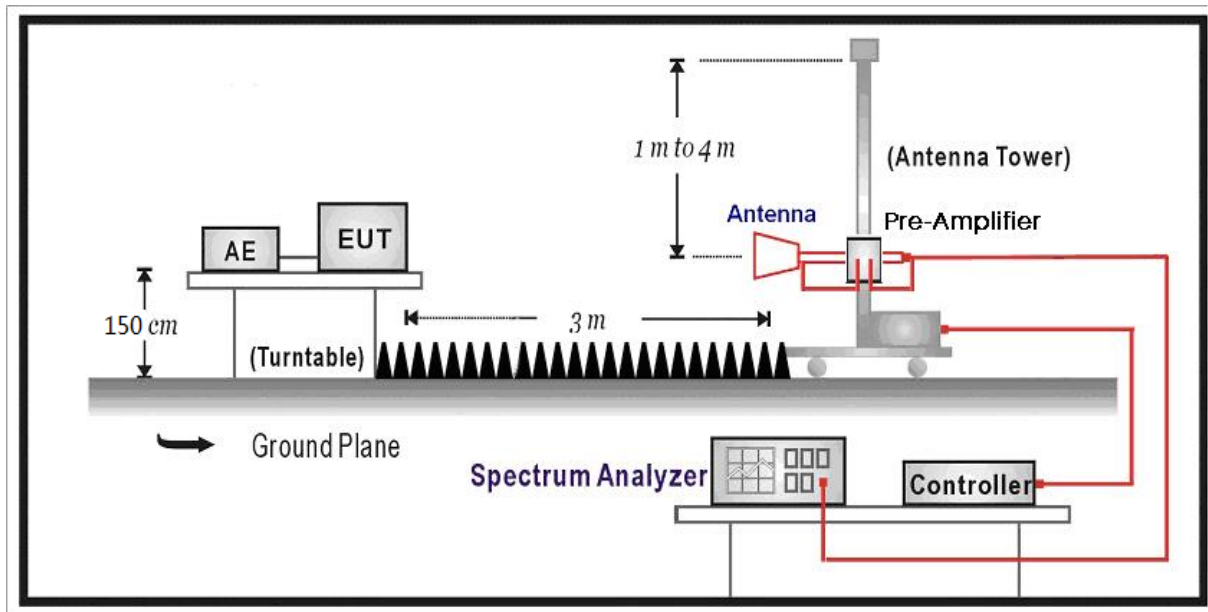 1 m to 4 m
(Antenna Tower)
Antenna
Pre-Amplifier
AE
EUT
150 cm
3 m
(Turntable)
Ground Plane
Spectrum Analyzer
Controller